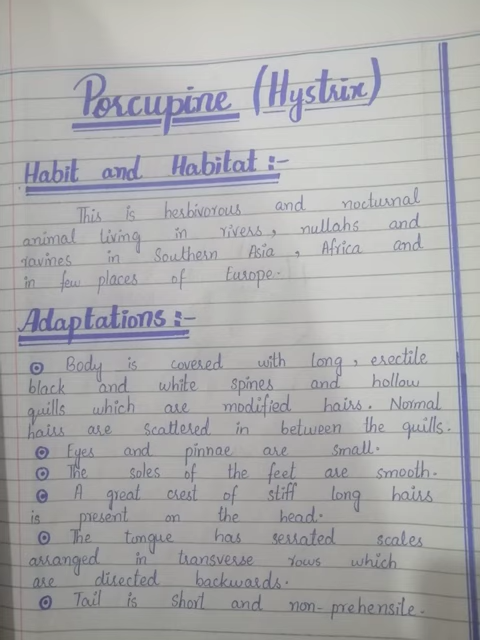 Porcupine (Hystrix)
Habit and Habitat :-
This is herbivorous and nocturnal
animal living in rivers, nullahs and
ravines in Southern Asia, Africa and
in few places of Europe.
Adaptations :-
Body is covered with long, erectile
black and white spines and hollow
quills which are modified hairs. Normal
hairs are scattered in between the quills.
Eyes and pinnae are small.
The soles of the feet are smooth.
A great crest of stiff long hairs
is present on the head.
The tongue has serrated scales
arranged in transverse rows which
are directed backwards.
Tail is short and non-prehensile.